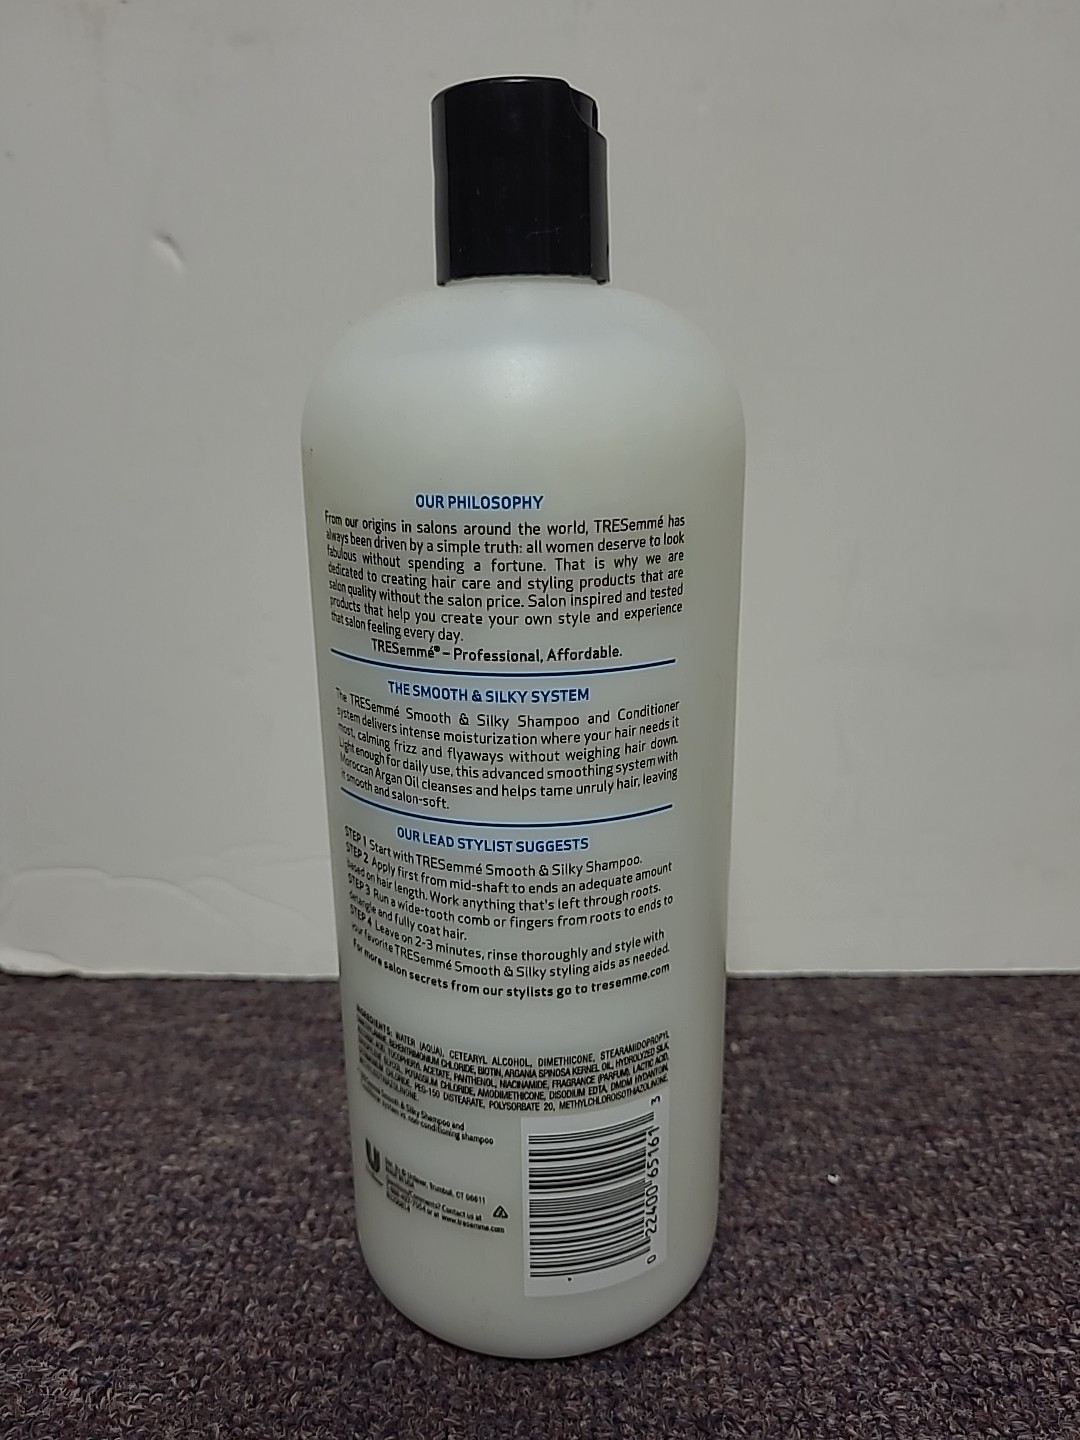 OUR PHILOSOPHY
From our origins in salons around the world, TRESemmé has
always been driven by a simple truth: all women deserve to look
fabulous without spending a fortune. That is why we are
dedicated to creating hair care and styling products that are
salon quality without the salon price. Salon inspired and tested
products that help you create your own style and experience
that salon feeling every day.
TRESemmé® – Professional, Affordable.
THE SMOOTH & SILKY SYSTEM
The TRESemmé Smooth & Silky Shampoo and Conditioner
system delivers intense moisturization where your hair needs it
most, calming frizz and flyaways without weighing hair down.
Light enough for daily use, this advanced smoothing system with
Moroccan Argan Oil cleanses and helps tame unruly hair, leaving
it smooth and salon-soft.
OUR LEAD STYLIST SUGGESTS
STEP 1 Start with TRESemmé Smooth & Silky Shampoo.
STEP 2 Apply first from mid-shaft to ends an adequate amount
based on hair length. Work anything that's left through roots.
STEP 3 Run a wide-tooth comb or fingers from roots to ends to
detangle and fully coat hair.
STEP 4 Leave on 2-3 minutes, rinse thoroughly and style with
your favorite TRESemmé Smooth & Silky styling aids as needed.
For more salon secrets from our stylists go to tresemme.com
INGREDIENTS: WATER (AQUA), CETEARYL ALCOHOL, DIMETHICONE, STEARAMIDOPROPYL
BEHENTRIMONIUM CHLORIDE, BIOTIN, ARGANIA SPINOSA KERNEL OIL, HYDROLYZED SILK,
TOCOPHERYL ACETATE, PANTHENOL, NIACINAMIDE, FRAGRANCE (PARFUM), LACTIC ACID,
GLYCOL, POTASSIUM CHLORIDE, AMODIMETHICONE, DISODIUM EDTA, DMDM HYDANTOIN,
PEG-150 DISTEARATE, POLYSORBATE 20, METHYLCHLOROISOTHIAZOLINONE,
Smooth & Silky Shampoo and
system vs. non-conditioning shampoo
Unilever, Trumbull, CT 06611
Contact us at
or at www.tresemme.com
0 22400 65161 3